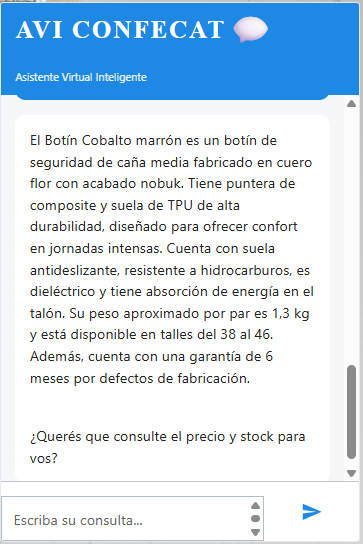 AVI CONFECAT 💬
Asistente Virtual Inteligente
El Botín Cobalto marrón es un botín de
seguridad de caña media fabricado en cuero
flor con acabado nobuk. Tiene puntera de
composite y suela de TPU de alta
durabilidad, diseñado para ofrecer confort
en jornadas intensas. Cuenta con suela
antideslizante, resistente a hidrocarburos, es
dieléctrico y tiene absorción de energía en el
talón. Su peso aproximado por par es 1,3 kg
y está disponible en talles del 38 al 46.
Además, cuenta con una garantía de 6
meses por defectos de fabricación.
¿Querés que consulte el precio y stock para
vos?
Escriba su consulta...